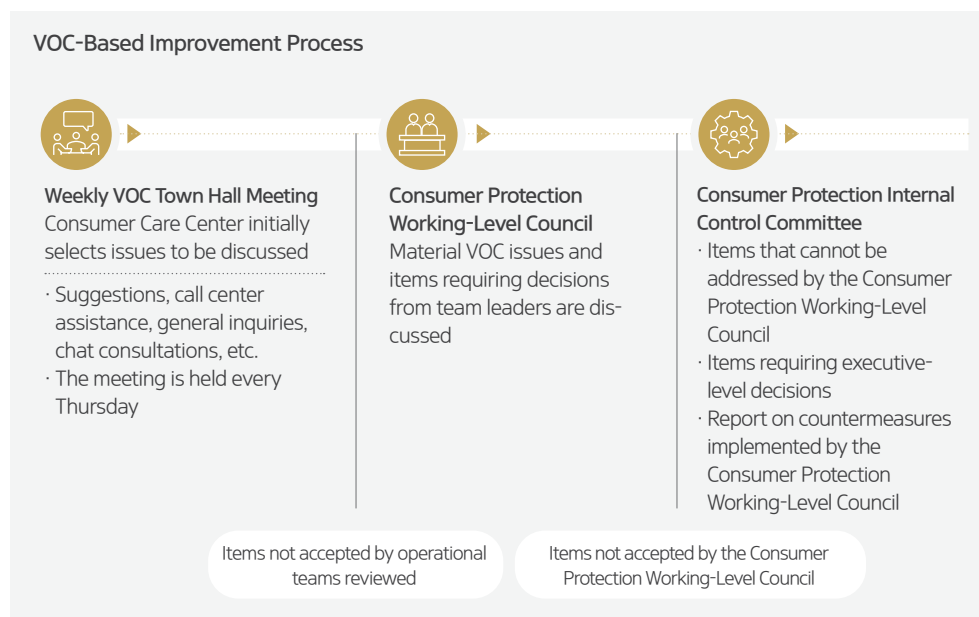 VOC-Based Improvement Process
Weekly VOC Town Hall Meeting
Consumer Care Center initially
selects issues to be discussed
· Suggestions, call center
assistance, general inquiries,
chat consultations, etc.
· The meeting is held every
Thursday
Consumer Protection
Working-Level Council
Material VOC issues and
items requiring decisions
from team leaders are dis-
cussed
Consumer Protection Internal
Control Committee
· Items that cannot be
addressed by the Consumer
Protection Working-Level
Council
· Items requiring executive-
level decisions
· Report on countermeasures
implemented by the
Consumer Protection
Working-Level Council
Items not accepted by operational
teams reviewed
Items not accepted by the Consumer
Protection Working-Level Council